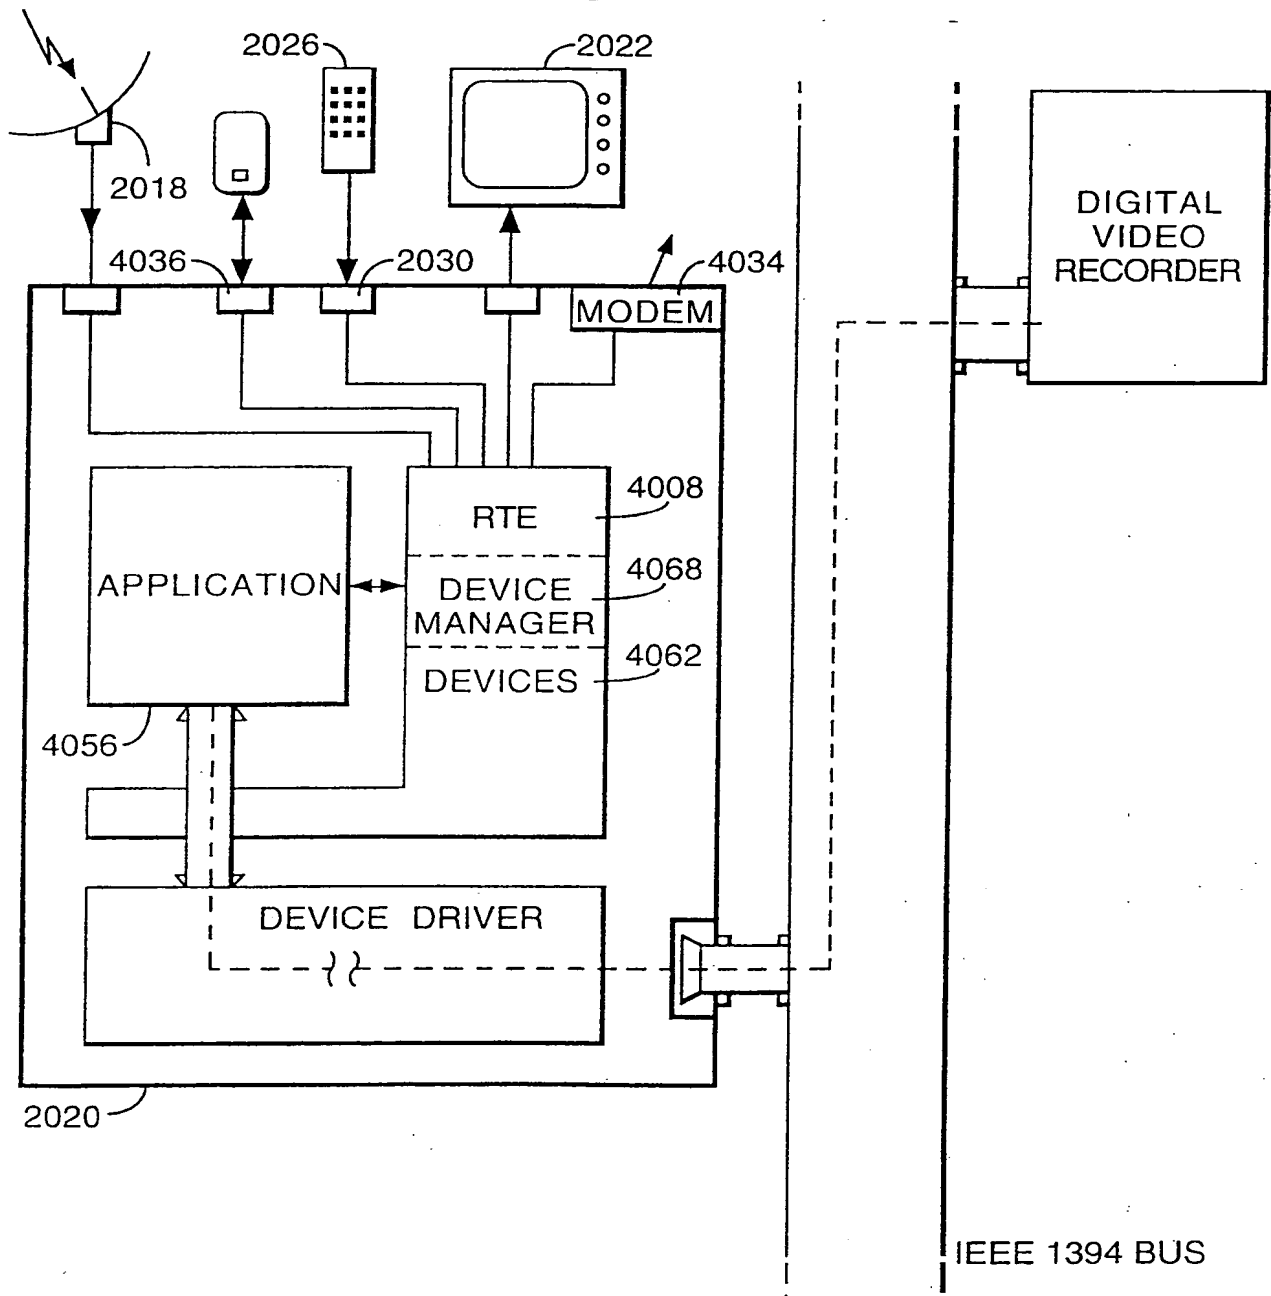 2026
2022
2018
4036
2030
4034
MODEM
DIGITAL
VIDEO
RECORDER
RTE
4008
APPLICATION
DEVICE
MANAGER
4068
DEVICES
4062
4056
DEVICE DRIVER
2020
IEEE 1394 BUS